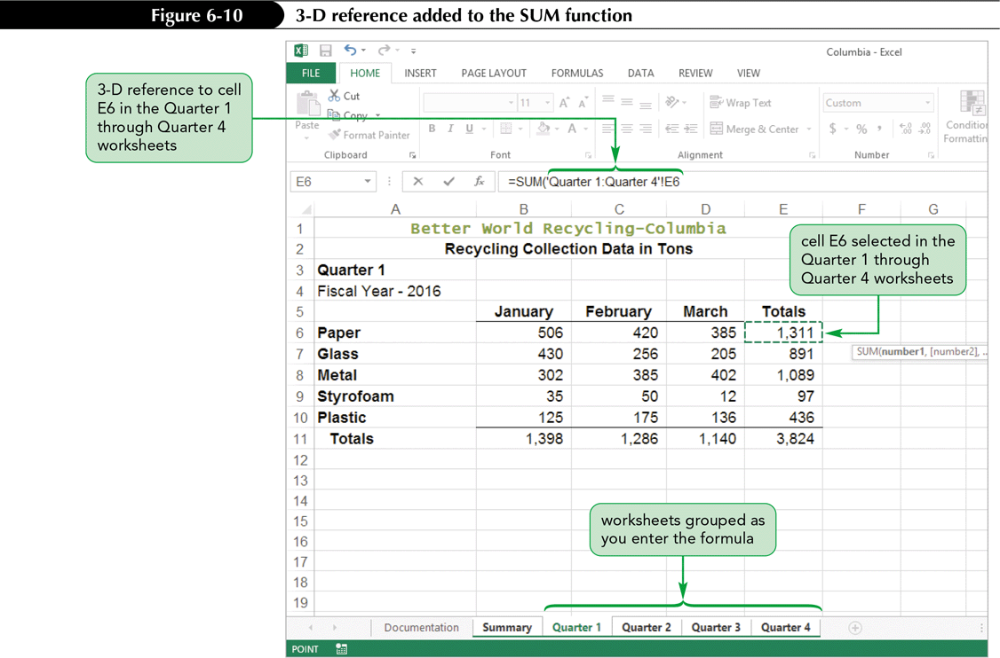 Figure 6-10 3-D reference added to the SUM function
Columbia - Excel
FILE HOME INSERT PAGE LAYOUT FORMULAS DATA REVIEW VIEW
3-D reference to cell
E6 in the Quarter 1
through Quarter 4
worksheets
Cut
Copy
Format Painter
Paste
Clipboard
11 A A
B I U A
Font
Wrap Text
Merge & Center
Alignment
Custom
$ % , .00 .00
Number
Condition
Formattin
E6 fx =SUM('Quarter 1:Quarter 4'!E6
A B C D E F G
1 Better World Recycling-Columbia
2 Recycling Collection Data in Tons
3 Quarter 1
4 Fiscal Year - 2016
5 January February March Totals
6 Paper 506 420 385 1,311
7 Glass 430 256 205 891
8 Metal 302 385 402 1,089
9 Styrofoam 35 50 12 97
10 Plastic 125 175 136 436
11 Totals 1,398 1,286 1,140 3,824
12
13
14
15
16
17
18
19
cell E6 selected in the
Quarter 1 through
Quarter 4 worksheets
SUM(number1, [number2], ..
worksheets grouped as
you enter the formula
Documentation Summary Quarter 1 Quarter 2 Quarter 3 Quarter 4
POINT